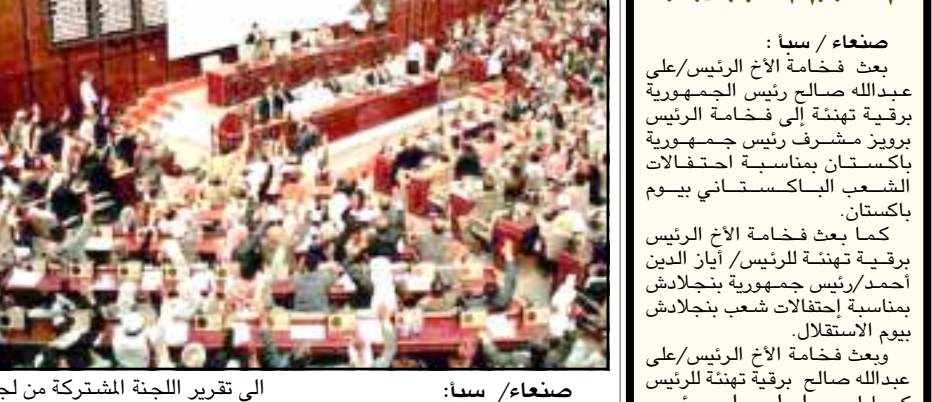 صنعاء / سبأ :
بعث فخامة الأخ الرئيس/على
عبدالله صالح رئيس الجمهورية
برقية تهنئة إلى فخامة الرئيس
برويز مشرف رئيس جمهورية
باكستان بمناسبة احتفالات
الشعب الباكستاني بيوم
باكستان.
كما بعث فخامة الأخ الرئيس
برقية تهنئة للرئيس/ أياز الدين
أحمد/رئيس جمهورية بنجلادش
بمناسبة إحتفالات شعب بنجلادش
بيوم الاستقلال.
وبعث فخامة الأخ الرئيس/على
عبدالله صالح برقية تهنئة للرئيس
صنعاء/ سبأ:
الى تقرير اللجنة المشتركة من لج